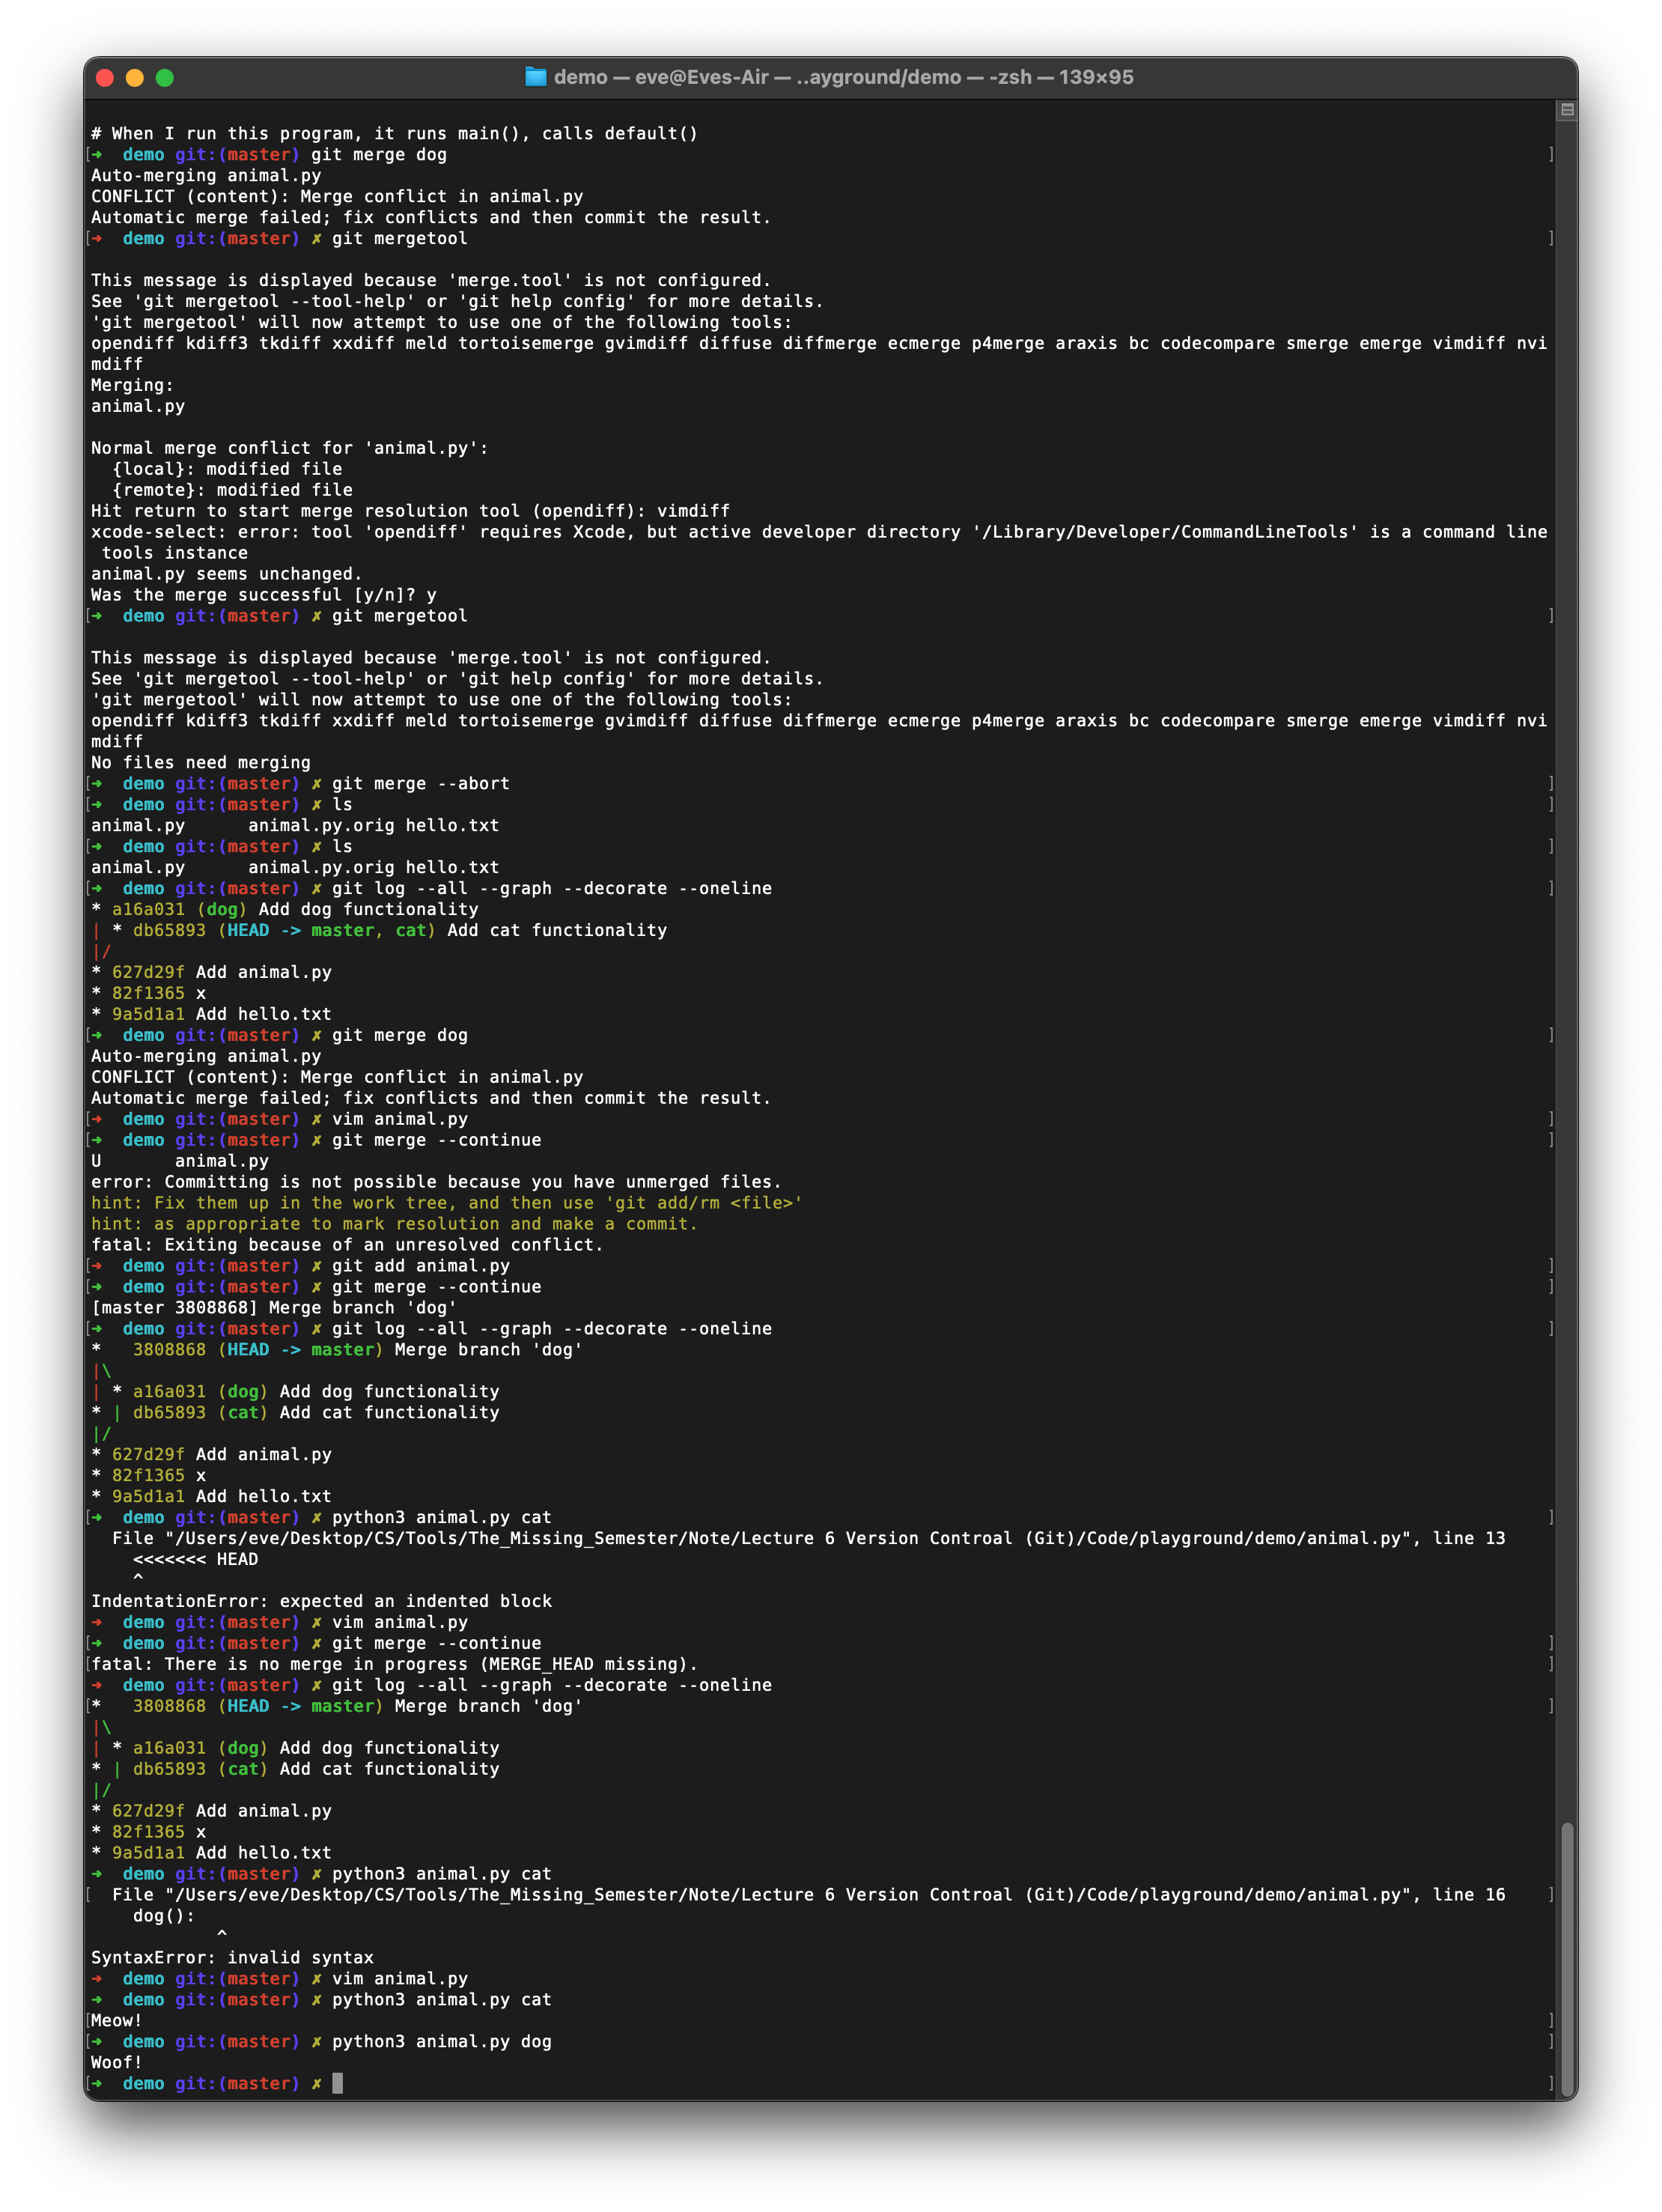 demo — eve@Eves-Air — ..ayground/demo — -zsh — 139×95
# When I run this program, it runs main(), calls default()
[➜  demo git:(master) git merge dog ]
Auto-merging animal.py
CONFLICT (content): Merge conflict in animal.py
Automatic merge failed; fix conflicts and then commit the result.
[➜  demo git:(master) ✗ git mergetool ]
This message is displayed because 'merge.tool' is not configured.
See 'git mergetool --tool-help' or 'git help config' for more details.
'git mergetool' will now attempt to use one of the following tools:
opendiff kdiff3 tkdiff xxdiff meld tortoisemerge gvimdiff diffuse diffmerge ecmerge p4merge araxis bc codecompare smerge emerge vimdiff nvi
mdiff
Merging:
animal.py
Normal merge conflict for 'animal.py':
  {local}: modified file
  {remote}: modified file
Hit return to start merge resolution tool (opendiff): vimdiff
xcode-select: error: tool 'opendiff' requires Xcode, but active developer directory '/Library/Developer/CommandLineTools' is a command line
 tools instance
animal.py seems unchanged.
Was the merge successful [y/n]? y
[➜  demo git:(master) ✗ git mergetool ]
This message is displayed because 'merge.tool' is not configured.
See 'git mergetool --tool-help' or 'git help config' for more details.
'git mergetool' will now attempt to use one of the following tools:
opendiff kdiff3 tkdiff xxdiff meld tortoisemerge gvimdiff diffuse diffmerge ecmerge p4merge araxis bc codecompare smerge emerge vimdiff nvi
mdiff
No files need merging
[➜  demo git:(master) ✗ git merge --abort ]
[➜  demo git:(master) ✗ ls ]
animal.py      animal.py.orig hello.txt
[➜  demo git:(master) ✗ ls ]
animal.py      animal.py.orig hello.txt
[➜  demo git:(master) ✗ git log --all --graph --decorate --oneline ]
* a16a031 (dog) Add dog functionality
| * db65893 (HEAD -> master, cat) Add cat functionality
|/
* 627d29f Add animal.py
* 82f1365 x
* 9a5d1a1 Add hello.txt
[➜  demo git:(master) ✗ git merge dog ]
Auto-merging animal.py
CONFLICT (content): Merge conflict in animal.py
Automatic merge failed; fix conflicts and then commit the result.
[➜  demo git:(master) ✗ vim animal.py ]
[➜  demo git:(master) ✗ git merge --continue ]
U       animal.py
error: Committing is not possible because you have unmerged files.
hint: Fix them up in the work tree, and then use 'git add/rm <file>'
hint: as appropriate to mark resolution and make a commit.
fatal: Exiting because of an unresolved conflict.
[➜  demo git:(master) ✗ git add animal.py ]
[➜  demo git:(master) ✗ git merge --continue ]
[master 3808868] Merge branch 'dog'
[➜  demo git:(master) ✗ git log --all --graph --decorate --oneline ]
*   3808868 (HEAD -> master) Merge branch 'dog'
|\
| * a16a031 (dog) Add dog functionality
* | db65893 (cat) Add cat functionality
|/
* 627d29f Add animal.py
* 82f1365 x
* 9a5d1a1 Add hello.txt
[➜  demo git:(master) ✗ python3 animal.py cat ]
  File "/Users/eve/Desktop/CS/Tools/The_Missing_Semester/Note/Lecture 6 Version Controal (Git)/Code/playground/demo/animal.py", line 13
    <<<<<<< HEAD
    ^
IndentationError: expected an indented block
➜  demo git:(master) ✗ vim animal.py
[➜  demo git:(master) ✗ git merge --continue ]
[fatal: There is no merge in progress (MERGE_HEAD missing). ]
➜  demo git:(master) ✗ git log --all --graph --decorate --oneline
[*   3808868 (HEAD -> master) Merge branch 'dog' ]
|\
| * a16a031 (dog) Add dog functionality
* | db65893 (cat) Add cat functionality
|/
* 627d29f Add animal.py
* 82f1365 x
* 9a5d1a1 Add hello.txt
➜  demo git:(master) ✗ python3 animal.py cat
[  File "/Users/eve/Desktop/CS/Tools/The_Missing_Semester/Note/Lecture 6 Version Controal (Git)/Code/playground/demo/animal.py", line 16 ]
    dog():
            ^
SyntaxError: invalid syntax
➜  demo git:(master) ✗ vim animal.py
➜  demo git:(master) ✗ python3 animal.py cat
[Meow! ]
[➜  demo git:(master) ✗ python3 animal.py dog ]
Woof!
[➜  demo git:(master) ✗ ]